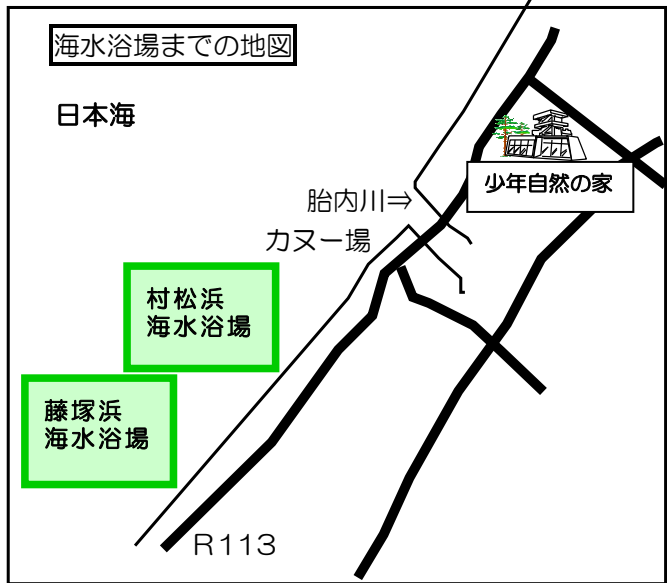 海水浴場までの地図
日本海
少年自然の家
胎内川⇒
カヌー場
村松浜
海水浴場
藤塚浜
海水浴場
R113